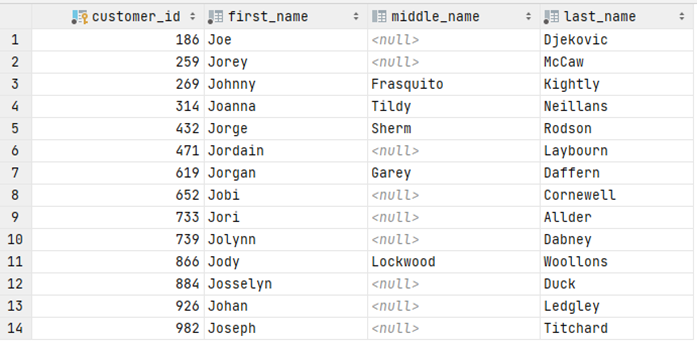 customer_id first_name middle_name last_name
1 186 Joe <null> Djekovic
2 259 Jorey <null> McCaw
3 269 Johnny Frasquito Kightly
4 314 Joanna Tildy Neillans
5 432 Jorge Sherm Rodson
6 471 Jordain <null> Laybourn
7 619 Jorgan Garey Daffern
8 652 Jobi <null> Cornewell
9 733 Jori <null> Allder
10 739 Jolynn <null> Dabney
11 866 Jody Lockwood Woollons
12 884 Josselyn <null> Duck
13 926 Johan <null> Ledgley
14 982 Joseph <null> Titchard